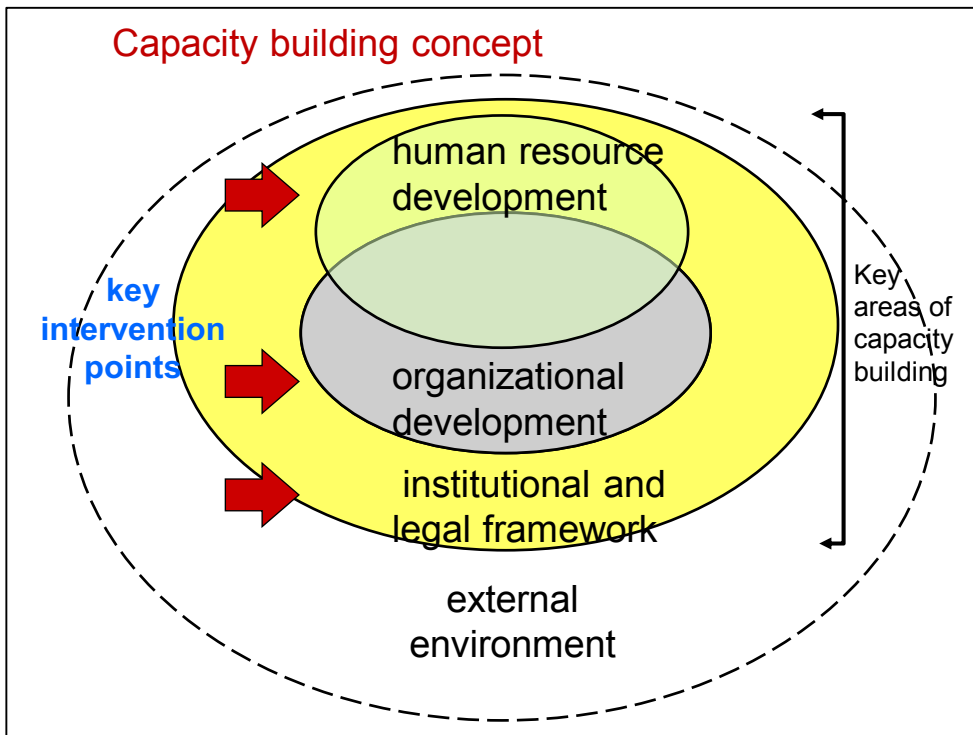 Capacity building concept
human resource
development
key
intervention
points
Key
areas of
capacity
building
organizational
development
institutional and
legal framework
external
environment